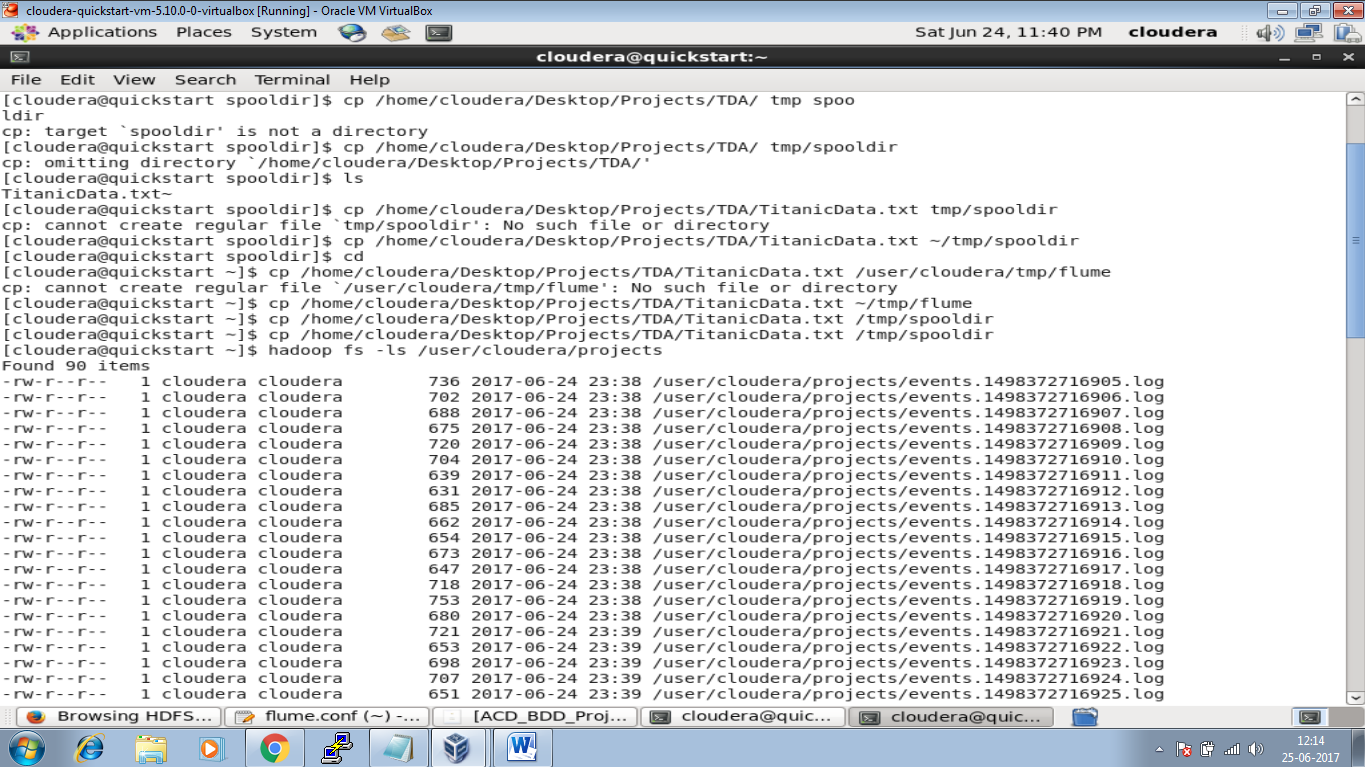 cloudera-quickstart-vm-5.10.0-0-virtualbox [Running] - Oracle VM VirtualBox
Applications Places System Sat Jun 24, 11:40 PM cloudera
cloudera@quickstart:~
File Edit View Search Terminal Help
[cloudera@quickstart spooldir]$ cp /home/cloudera/Desktop/Projects/TDA/ tmp spoo
ldir
cp: target `spooldir' is not a directory
[cloudera@quickstart spooldir]$ cp /home/cloudera/Desktop/Projects/TDA/ tmp/spooldir
cp: omitting directory `/home/cloudera/Desktop/Projects/TDA/'
[cloudera@quickstart spooldir]$ ls
TitanicData.txt~
[cloudera@quickstart spooldir]$ cp /home/cloudera/Desktop/Projects/TDA/TitanicData.txt tmp/spooldir
cp: cannot create regular file `tmp/spooldir': No such file or directory
[cloudera@quickstart spooldir]$ cp /home/cloudera/Desktop/Projects/TDA/TitanicData.txt ~/tmp/spooldir
[cloudera@quickstart spooldir]$ cd
[cloudera@quickstart ~]$ cp /home/cloudera/Desktop/Projects/TDA/TitanicData.txt /user/cloudera/tmp/flume
cp: cannot create regular file `/user/cloudera/tmp/flume': No such file or directory
[cloudera@quickstart ~]$ cp /home/cloudera/Desktop/Projects/TDA/TitanicData.txt ~/tmp/flume
[cloudera@quickstart ~]$ cp /home/cloudera/Desktop/Projects/TDA/TitanicData.txt /tmp/spooldir
[cloudera@quickstart ~]$ cp /home/cloudera/Desktop/Projects/TDA/TitanicData.txt /tmp/spooldir
[cloudera@quickstart ~]$ hadoop fs -ls /user/cloudera/projects
Found 90 items
-rw-r--r-- 1 cloudera cloudera 736 2017-06-24 23:38 /user/cloudera/projects/events.1498372716905.log
-rw-r--r-- 1 cloudera cloudera 702 2017-06-24 23:38 /user/cloudera/projects/events.1498372716906.log
-rw-r--r-- 1 cloudera cloudera 688 2017-06-24 23:38 /user/cloudera/projects/events.1498372716907.log
-rw-r--r-- 1 cloudera cloudera 675 2017-06-24 23:38 /user/cloudera/projects/events.1498372716908.log
-rw-r--r-- 1 cloudera cloudera 720 2017-06-24 23:38 /user/cloudera/projects/events.1498372716909.log
-rw-r--r-- 1 cloudera cloudera 704 2017-06-24 23:38 /user/cloudera/projects/events.1498372716910.log
-rw-r--r-- 1 cloudera cloudera 639 2017-06-24 23:38 /user/cloudera/projects/events.1498372716911.log
-rw-r--r-- 1 cloudera cloudera 631 2017-06-24 23:38 /user/cloudera/projects/events.1498372716912.log
-rw-r--r-- 1 cloudera cloudera 685 2017-06-24 23:38 /user/cloudera/projects/events.1498372716913.log
-rw-r--r-- 1 cloudera cloudera 662 2017-06-24 23:38 /user/cloudera/projects/events.1498372716914.log
-rw-r--r-- 1 cloudera cloudera 654 2017-06-24 23:38 /user/cloudera/projects/events.1498372716915.log
-rw-r--r-- 1 cloudera cloudera 673 2017-06-24 23:38 /user/cloudera/projects/events.1498372716916.log
-rw-r--r-- 1 cloudera cloudera 647 2017-06-24 23:38 /user/cloudera/projects/events.1498372716917.log
-rw-r--r-- 1 cloudera cloudera 718 2017-06-24 23:38 /user/cloudera/projects/events.1498372716918.log
-rw-r--r-- 1 cloudera cloudera 753 2017-06-24 23:38 /user/cloudera/projects/events.1498372716919.log
-rw-r--r-- 1 cloudera cloudera 680 2017-06-24 23:38 /user/cloudera/projects/events.1498372716920.log
-rw-r--r-- 1 cloudera cloudera 721 2017-06-24 23:39 /user/cloudera/projects/events.1498372716921.log
-rw-r--r-- 1 cloudera cloudera 653 2017-06-24 23:39 /user/cloudera/projects/events.1498372716922.log
-rw-r--r-- 1 cloudera cloudera 698 2017-06-24 23:39 /user/cloudera/projects/events.1498372716923.log
-rw-r--r-- 1 cloudera cloudera 707 2017-06-24 23:39 /user/cloudera/projects/events.1498372716924.log
-rw-r--r-- 1 cloudera cloudera 651 2017-06-24 23:39 /user/cloudera/projects/events.1498372716925.log
Browsing HDFS... flume.conf (~) -... [ACD_BDD_Proj... cloudera@quic... cloudera@quic...
12:14
25-06-2017